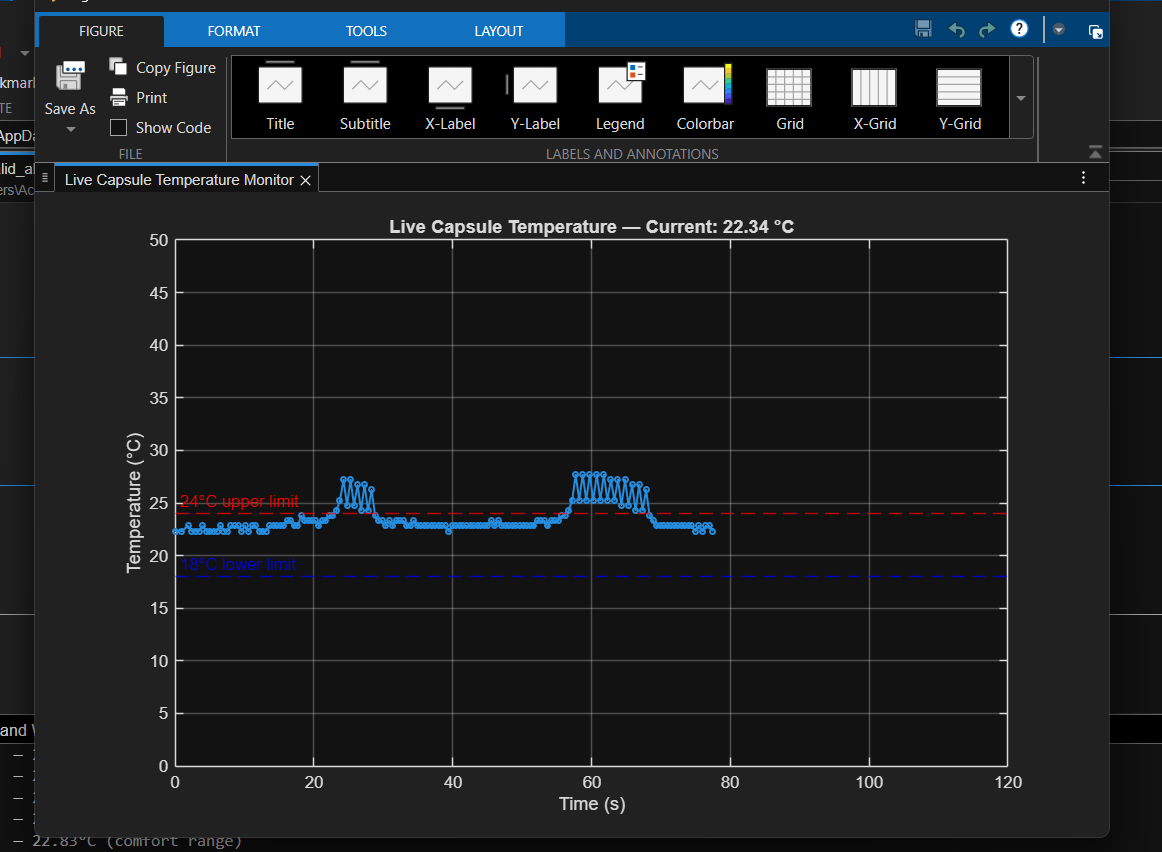 FIGURE FORMAT TOOLS LAYOUT
Save As
Copy Figure
Print
Show Code
FILE
Title Subtitle X-Label Y-Label Legend Colorbar Grid X-Grid Y-Grid
LABELS AND ANNOTATIONS
Live Capsule Temperature Monitor
Live Capsule Temperature — Current: 22.34 °C
50
45
40
35
30
25
20
15
10
5
0
Temperature (°C)
24°C upper limit
18°C lower limit
0 20 40 60 80 100 120
Time (s)
and
— 22.83°C (comfort range)